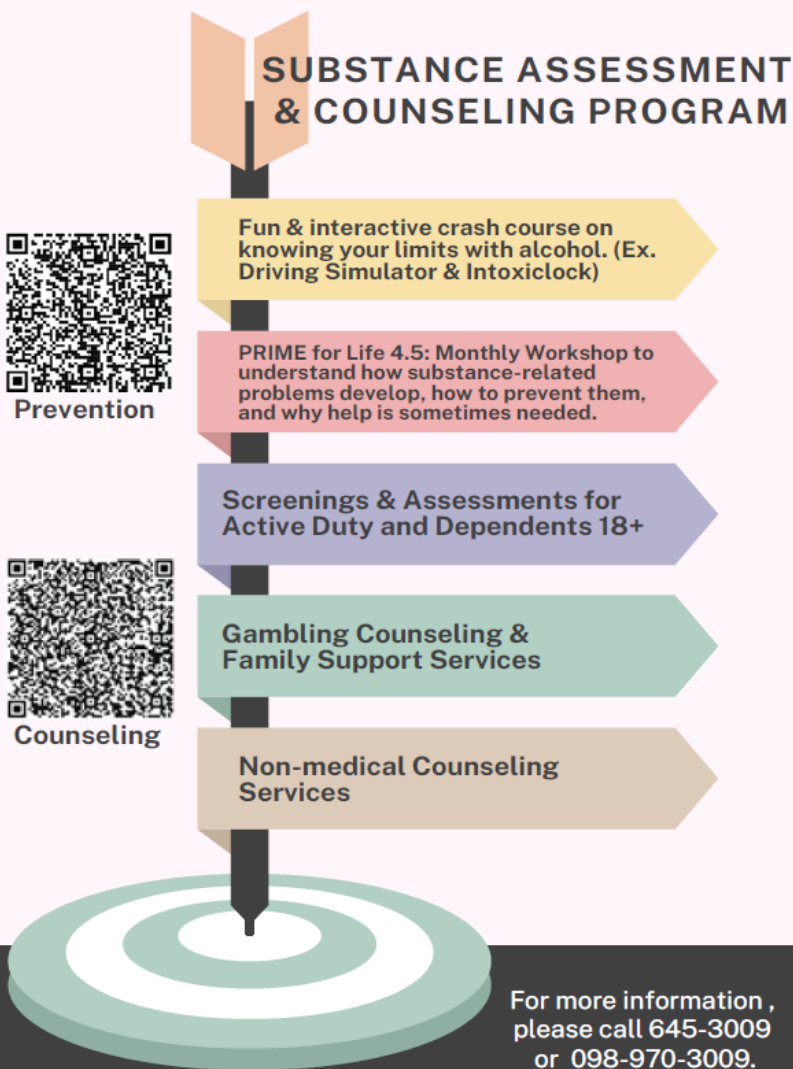 SUBSTANCE ASSESSMENT
& COUNSELING PROGRAM
Fun & interactive crash course on
knowing your limits with alcohol. (Ex.
Driving Simulator & Intoxiclock)
Prevention
PRIME for Life 4.5: Monthly Workshop to
understand how substance-related
problems develop, how to prevent them,
and why help is sometimes needed.
Screenings & Assessments for
Active Duty and Dependents 18+
Counseling
Gambling Counseling &
Family Support Services
Non-medical Counseling
Services
For more information ,
please call 645-3009
or 098-970-3009.